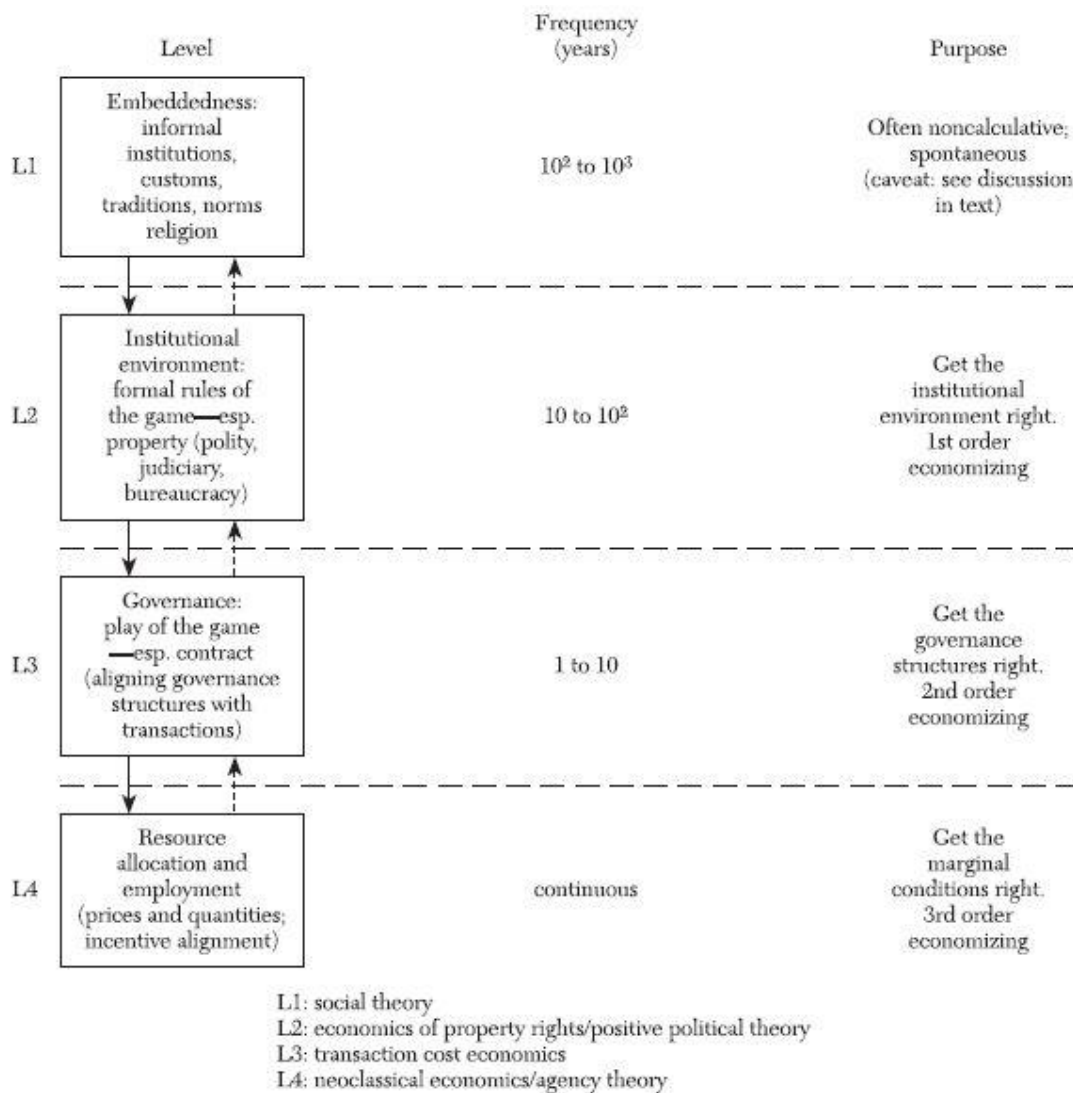 Level
Frequency
(years)
Purpose
L1
Embeddedness:
informal
institutions,
customs,
traditions, norms
religion
10² to 10³
Often noncalculative;
spontaneous
(caveat: see discussion
in text)
L2
Institutional
environment:
formal rules of
the game—esp.
property (polity,
judiciary,
bureaucracy)
10 to 10²
Get the
institutional
environment right.
1st order
economizing
L3
Governance:
play of the game
—esp. contract
(aligning governance
structures with
transactions)
1 to 10
Get the
governance
structures right.
2nd order
economizing
L4
Resource
allocation and
employment
(prices and quantities;
incentive alignment)
continuous
Get the
marginal
conditions right.
3rd order
economizing
L1: social theory
L2: economics of property rights/positive political theory
L3: transaction cost economics
L4: neoclassical economics/agency theory